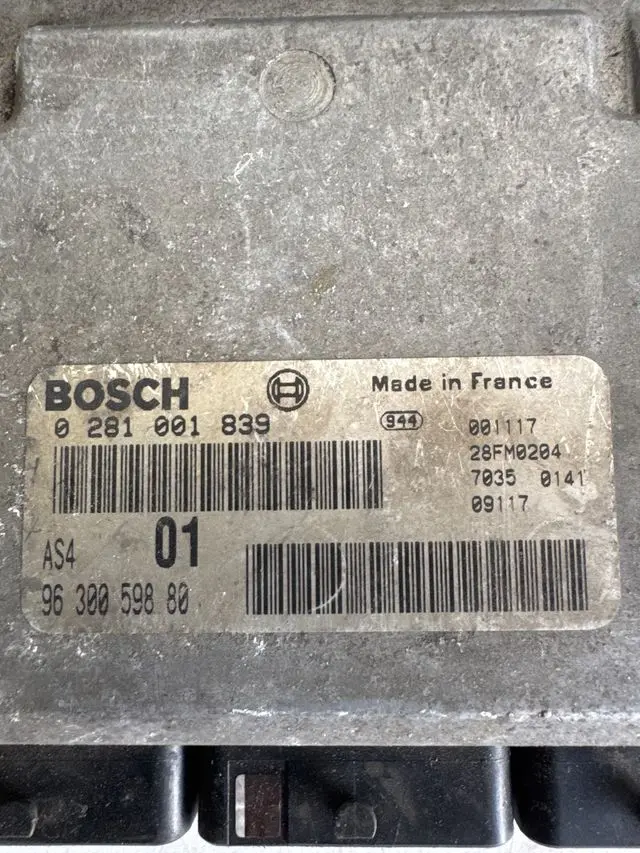 BOSCH Made in France
0 281 001 839 944 001117
28FM0204
7035 0141
09117
AS4 01
96 300 598 80